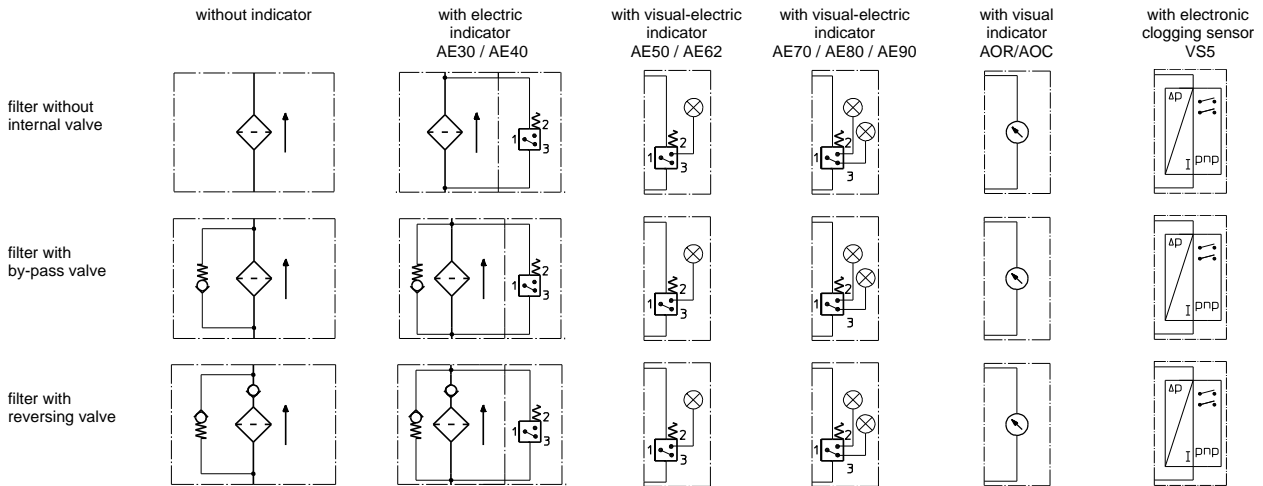 without indicator
with electric
indicator
AE30 / AE40
with visual-electric
indicator
AE50 / AE62
with visual-electric
indicator
AE70 / AE80 / AE90
with visual
indicator
AOR/AOC
with electronic
clogging sensor
VS5
filter without
internal valve
1 2 3
1 2 3
1 2 3
Δp
I pnp
filter with
by-pass valve
1 2 3
1 2 3
1 2 3
Δp
I pnp
filter with
reversing valve
1 2 3
1 2 3
1 2 3
Δp
I pnp